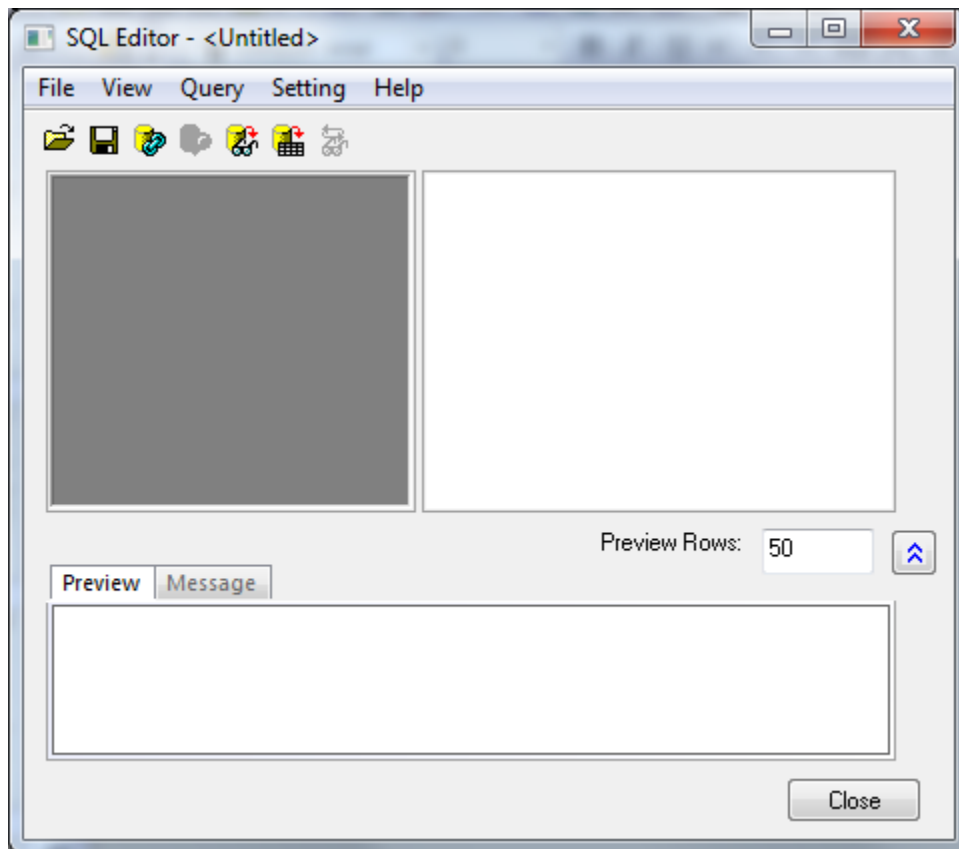 SQL Editor - <Untitled>
File View Query Setting Help
Preview Rows: 50
Preview Message
Close